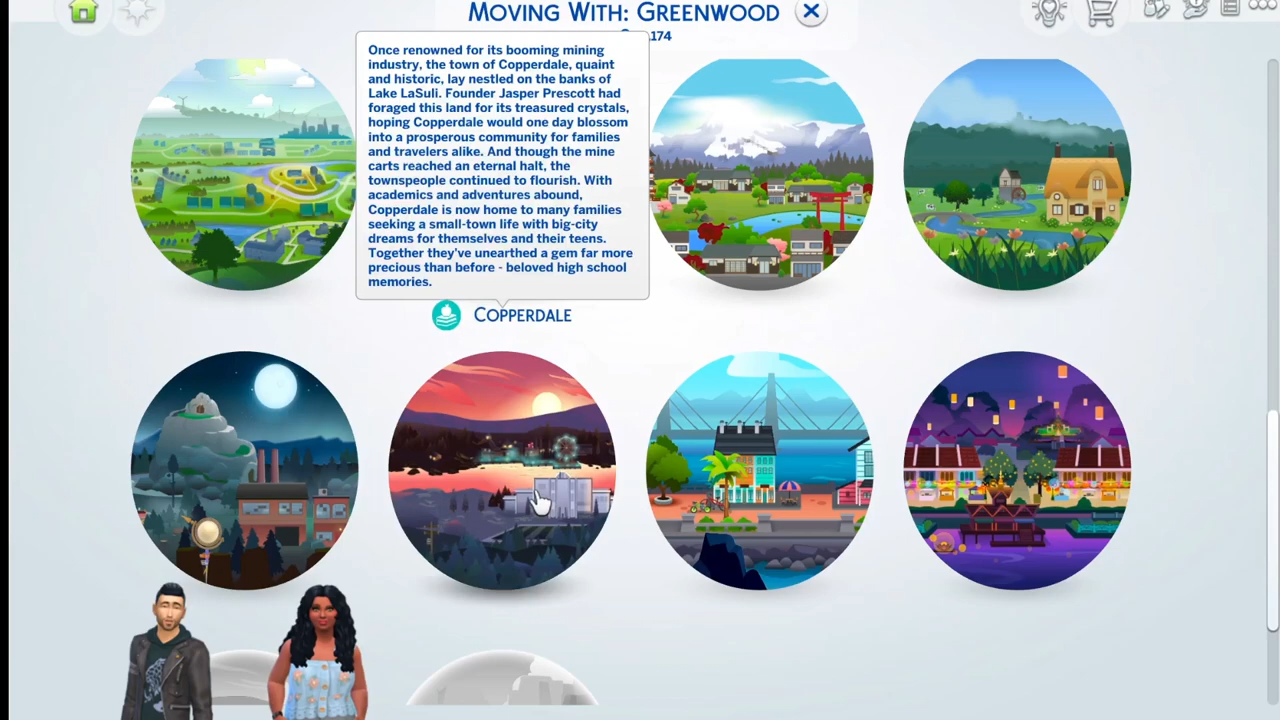 Moving With: Greenwood
174
Once renowned for its booming mining
industry, the town of Copperdale, quaint
and historic, lay nestled on the banks of
Lake LaSuli. Founder Jasper Prescott had
foraged this land for its treasured crystals,
hoping Copperdale would one day blossom
into a prosperous community for families
and travelers alike. And though the mine
carts reached an eternal halt, the
townspeople continued to flourish. With
academics and adventures abound,
Copperdale is now home to many families
seeking a small-town life with big-city
dreams for themselves and their teens.
Together they've unearthed a gem far more
precious than before - beloved high school
memories.
Copperdale